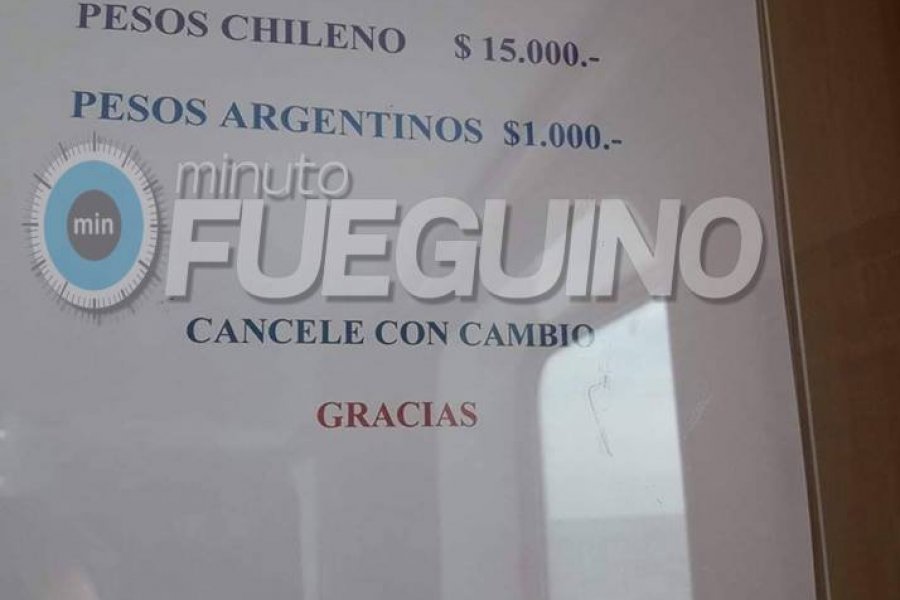 PESOS CHILENO $ 15.000.-
PESOS ARGENTINOS $1.000.-
min
minuto
FUEGUINO
CANCELE CON CAMBIO
GRACIAS